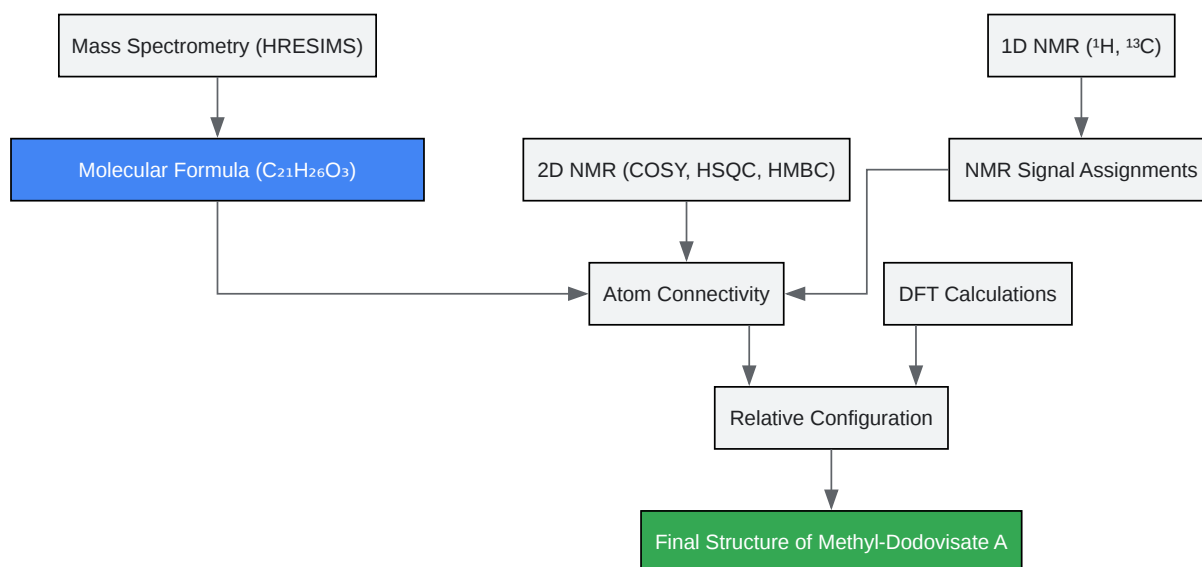 Mass Spectrometry (HRESIMS)
1D NMR (¹H, ¹³C)
Molecular Formula (C₂₁H₂₆O₃)
2D NMR (COSY, HSQC, HMBC)
NMR Signal Assignments
Atom Connectivity
DFT Calculations
Relative Configuration
Final Structure of Methyl-Dodovisate A